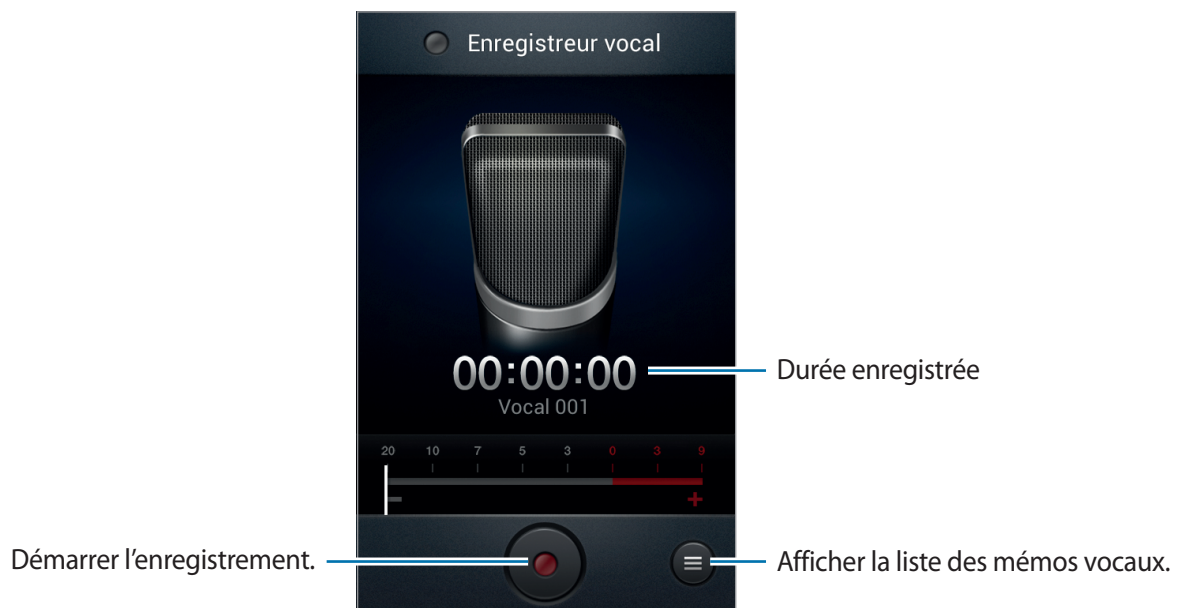 Enregistreur vocal
00:00:00
Durée enregistrée
Vocal 001
20 10 7 5 3 0 3 9
- +
Démarrer l'enregistrement.
Afficher la liste des mémos vocaux.